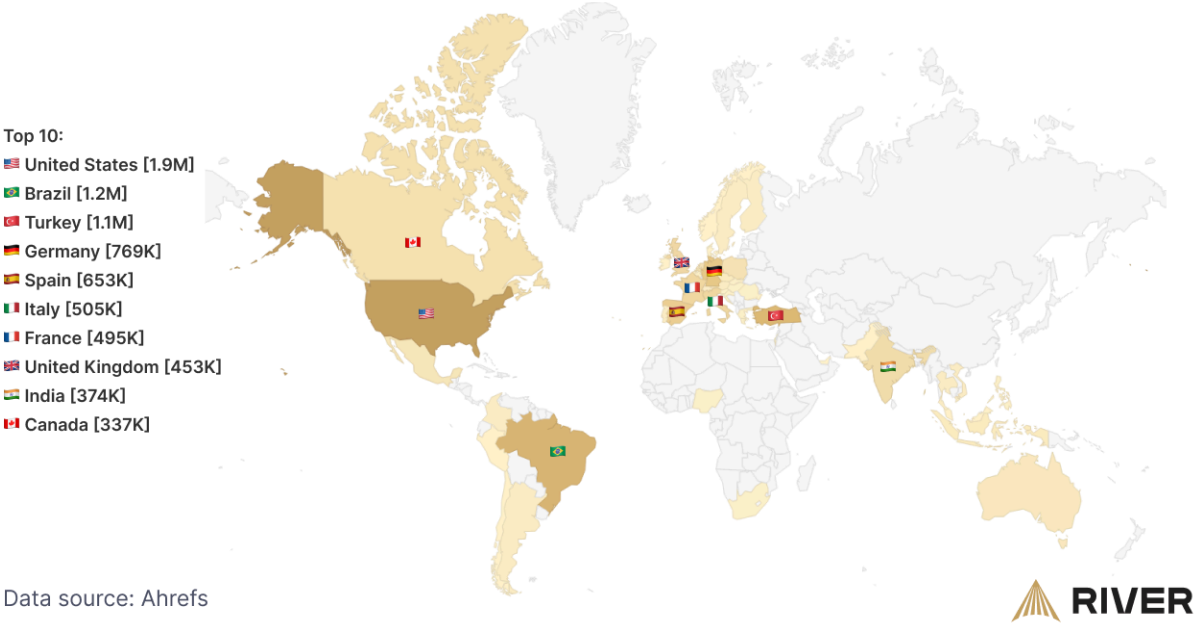 Top 10:
United States [1.9M]
Brazil [1.2M]
Turkey [1.1M]
Germany [769K]
Spain [653K]
Italy [505K]
France [495K]
United Kingdom [453K]
India [374K]
Canada [337K]
Data source: Ahrefs
RIVER